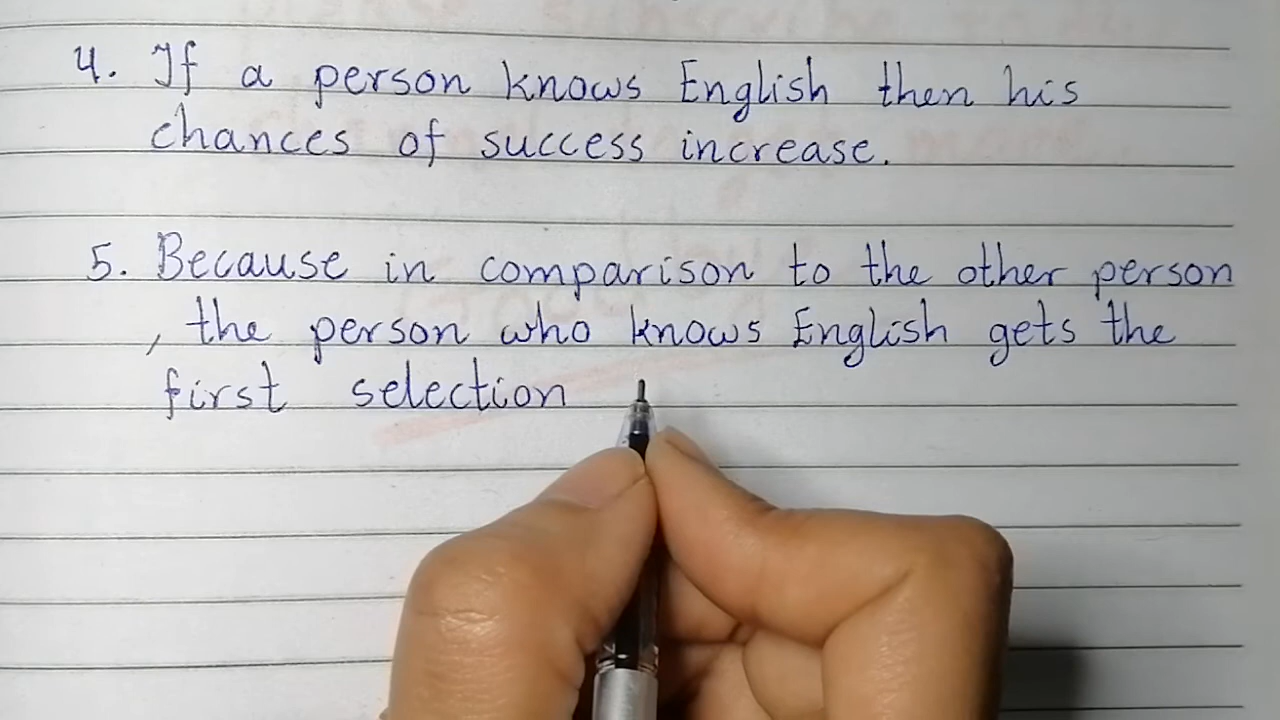 4. If a person knows English then his
chances of success increase.
5. Because in comparison to the other person
, the person who knows English gets the
first selection